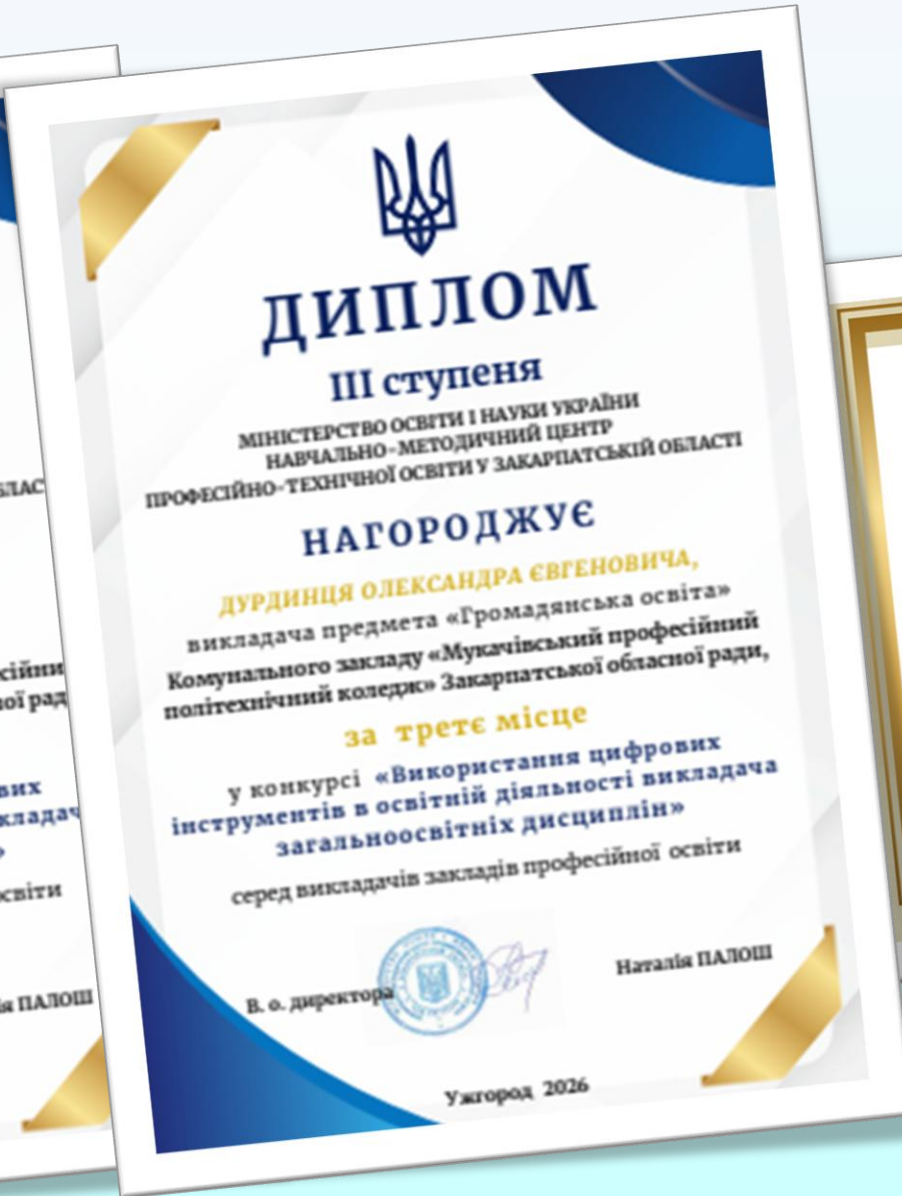 ДИПЛОМ
ІІІ ступеня
МІНІСТЕРСТВО ОСВІТИ І НАУКИ УКРАЇНИ
НАВЧАЛЬНО-МЕТОДИЧНИЙ ЦЕНТР
ПРОФЕСІЙНО-ТЕХНІЧНОЇ ОСВІТИ У ЗАКАРПАТСЬКІЙ ОБЛАСТІ
НАГОРОДЖУЄ
ДУРДИНЦЯ ОЛЕКСАНДРА ЄВГЕНОВИЧА,
викладача предмета «Громадянська освіта»
Комунального закладу «Мукачівський професійний
політехнічний коледж» Закарпатської обласної ради,
за третє місце
у конкурсі «Використання цифрових
інструментів в освітній діяльності викладача
загальноосвітніх дисциплін»
серед викладачів закладів професійної освіти
В. о. директора
Наталія ПАЛОШ
Ужгород 2026